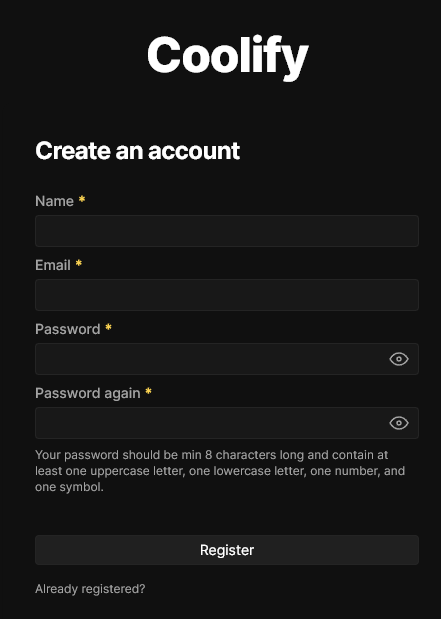 Coolify
Create an account
Name *
Email *
Password *
Password again *
Your password should be min 8 characters long and contain at
least one uppercase letter, one lowercase letter, one number, and
one symbol.
Register
Already registered?